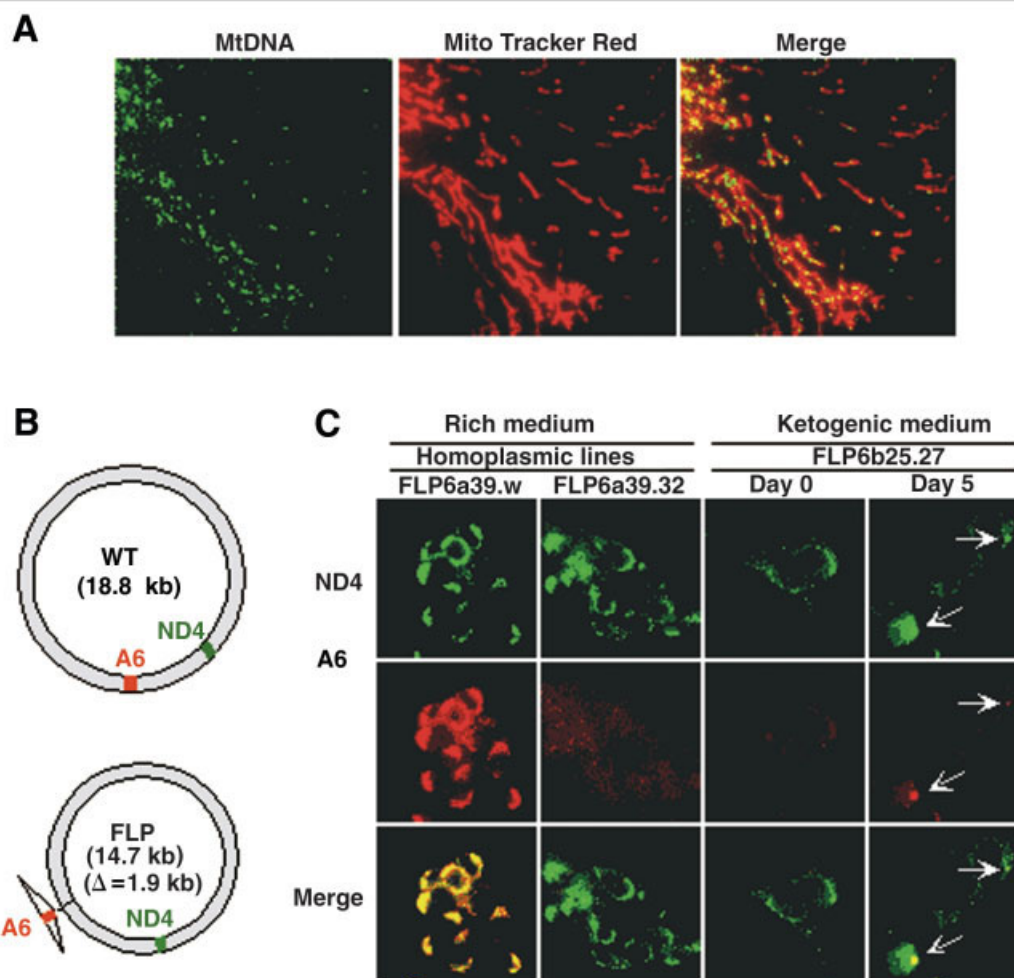 A
MtDNA Mito Tracker Red Merge
B
WT
(18.8 kb)
ND4
A6
FLP
(14.7 kb)
(Δ=1.9 kb)
A6
ND4
C
Rich medium Ketogenic medium
Homoplasmic lines FLP6b25.27
FLP6a39.w FLP6a39.32 Day 0 Day 5
ND4
A6
Merge